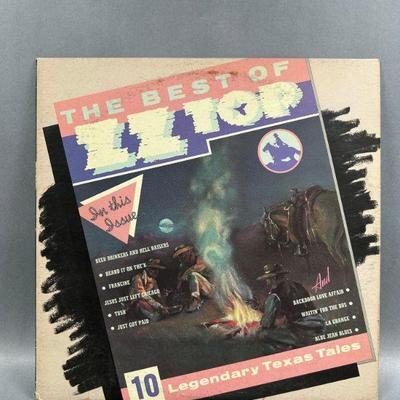 THE BEST OF
ZZ TOP
In this
Issue
BEER DRINKERS AND HELL RAISERS
• HEARD IT ON THE X
• FRANCINE
JESUS JUST LEFT CHICAGO
• TUSH
• JUST GOT PAID
And
BACKDOOR LOVE AFFAIR •
WAITIN' FOR THE BUS •
LA GRANGE •
BLUE JEAN BLUES •
10 Legendary Texas Tales